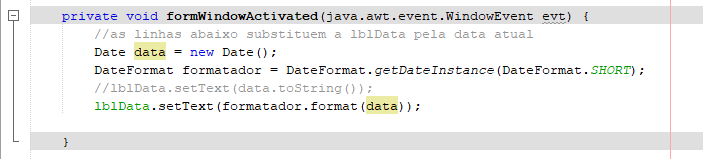 private void formWindowActivated(java.awt.event.WindowEvent evt) {
//as linhas abaixo substituem a lblData pela data atual
Date data = new Date();
DateFormat formatador = DateFormat.getDateInstance(DateFormat.SHORT);
//lblData.setText(data.toString());
lblData.setText(formatador.format(data));
}